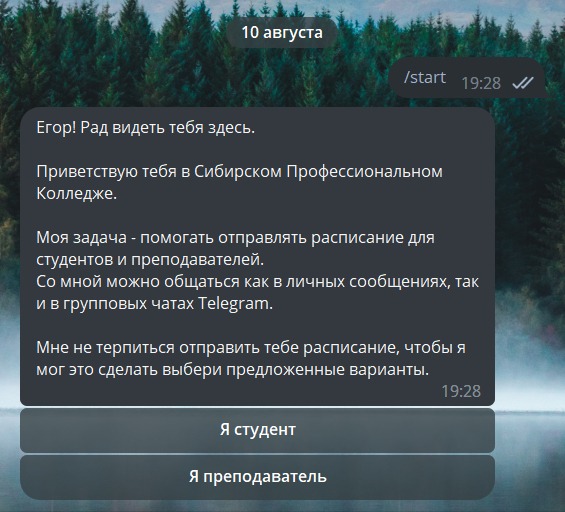 10 августа
/start 19:28
Егор! Рад видеть тебя здесь.
Приветствую тебя в Сибирском Профессиональном
Колледже.
Моя задача - помогать отправлять расписание для
студентов и преподавателей.
Со мной можно общаться как в личных сообщениях, так
и в групповых чатах Telegram.
Мне не терпиться отправить тебе расписание, чтобы я
мог это сделать выбери предложенные варианты.
19:28
Я студент
Я преподаватель